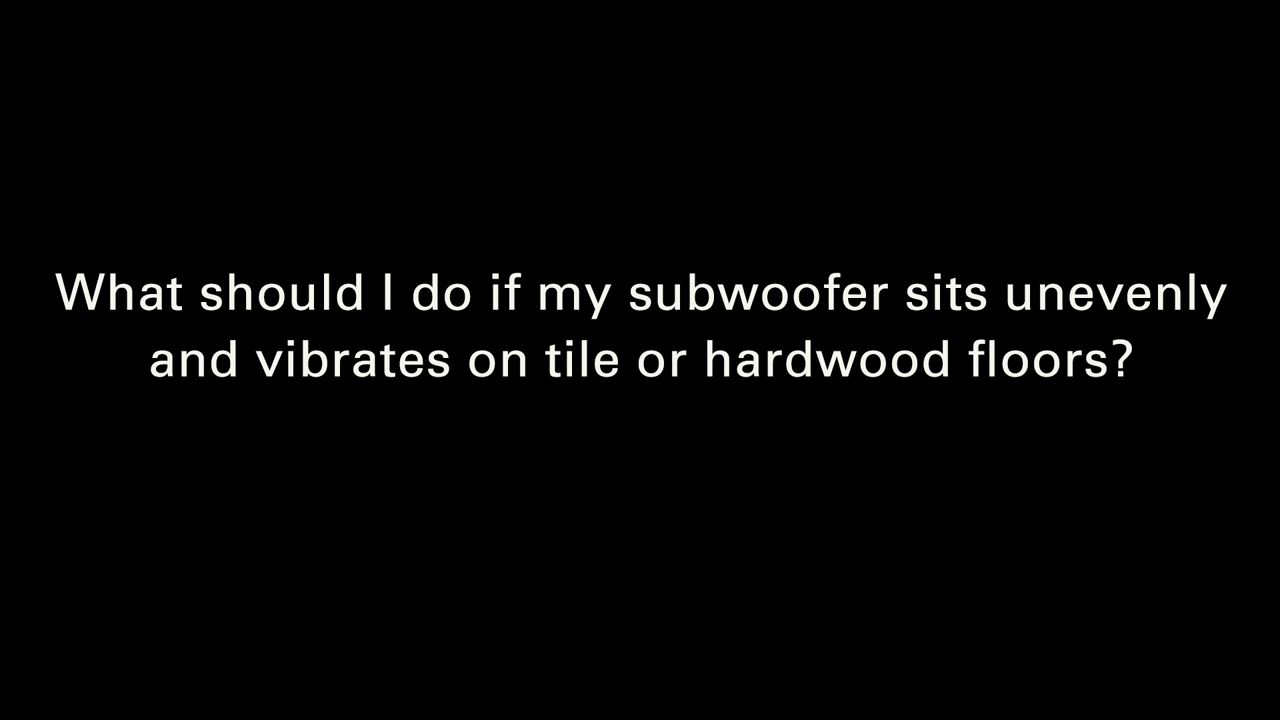 What should I do if my subwoofer sits unevenly
and vibrates on tile or hardwood floors?